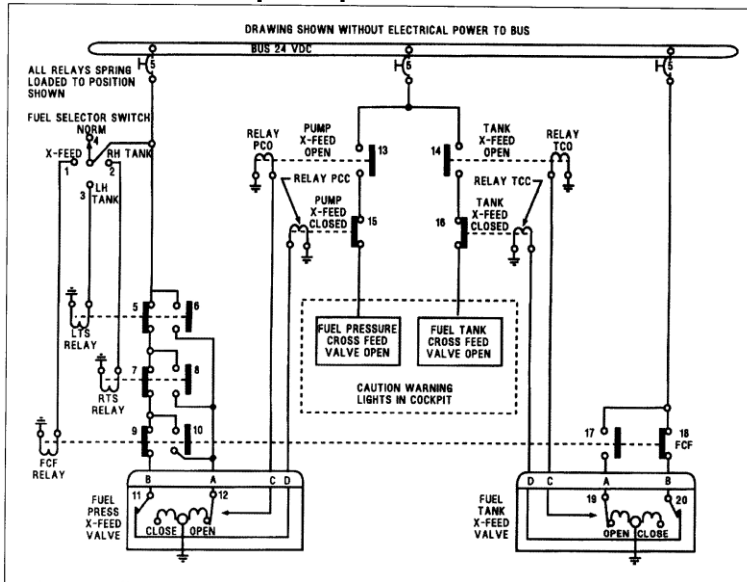 DRAWING SHOWN WITHOUT ELECTRICAL POWER TO BUS
BUS 24 VDC
5
5
5
ALL RELAYS SPRING
LOADED TO POSITION
SHOWN
FUEL SELECTOR SWITCH
NORM
4
X-FEED
RH TANK
1
2
3
LH
TANK
RELAY
PCO
PUMP
X-FEED
OPEN
13
14
TANK
X-FEED
OPEN
RELAY
TCO
RELAY PCC
RELAY TCC
PUMP
X-FEED
CLOSED
15
16
TANK
X-FEED
CLOSED
5
6
LTS
RELAY
7
8
RTS
RELAY
9
10
FCF
RELAY
FUEL PRESSURE
CROSS FEED
VALVE OPEN
FUEL TANK
CROSS FEED
VALVE OPEN
CAUTION WARNING
LIGHTS IN COCKPIT
17
18
FCF
B
A
C
D
FUEL
PRESS
X-FEED
VALVE
11
12
CLOSE
OPEN
D
C
A
B
FUEL
TANK
X-FEED
VALVE
19
20
OPEN
CLOSE